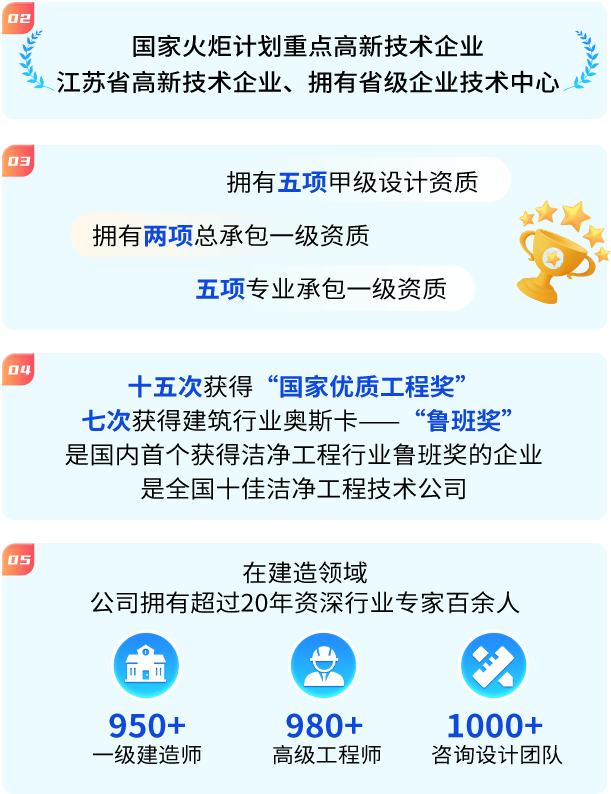 02
国家火炬计划重点高新技术企业
江苏省高新技术企业、拥有省级企业技术中心
03
拥有五项甲级设计资质
拥有两项总承包一级资质
五项专业承包一级资质
04
十五次获得“国家优质工程奖”
七次获得建筑行业奥斯卡——“鲁班奖”
是国内首个获得洁净工程行业鲁班奖的企业
是全国十佳洁净工程技术公司
05
在建造领域
公司拥有超过20年资深行业专家百余人
950+
一级建造师
980+
高级工程师
1000+
咨询设计团队